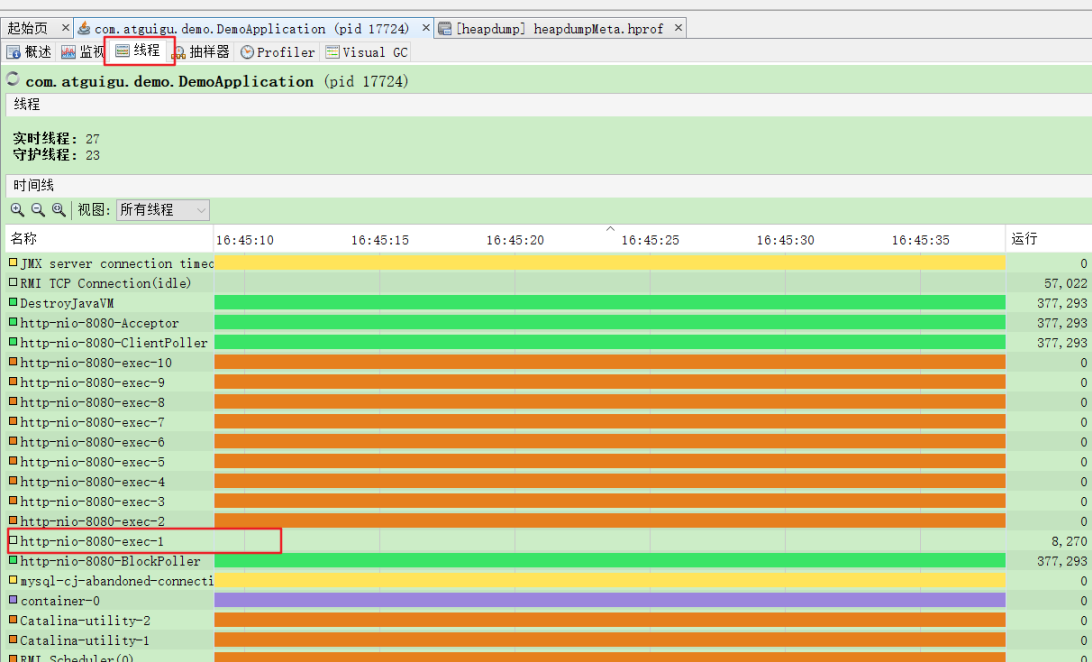 起始页 × com.atguigu.demo.DemoApplication (pid 17724) × [heapdump] heapdumpMeta.hprof ×
概述 监视 线程 抽样器 Profiler Visual GC
com.atguigu.demo.DemoApplication (pid 17724)
线程
实时线程: 27
守护线程: 23
时间线
视图: 所有线程
名称 16:45:10 16:45:15 16:45:20 16:45:25 16:45:30 16:45:35 运行
JMX server connection timeo 0
RMI TCP Connection(idle) 57,022
DestroyJavaVM 377,293
http-nio-8080-Acceptor 377,293
http-nio-8080-ClientPoller 377,293
http-nio-8080-exec-10 0
http-nio-8080-exec-9 0
http-nio-8080-exec-8 0
http-nio-8080-exec-7 0
http-nio-8080-exec-6 0
http-nio-8080-exec-5 0
http-nio-8080-exec-4 0
http-nio-8080-exec-3 0
http-nio-8080-exec-2 0
http-nio-8080-exec-1 8,270
http-nio-8080-BlockPoller 377,293
mysql-cj-abandoned-connecti 0
container-0 0
Catalina-utility-2 0
Catalina-utility-1 0
RMI Scheduler(0) 0